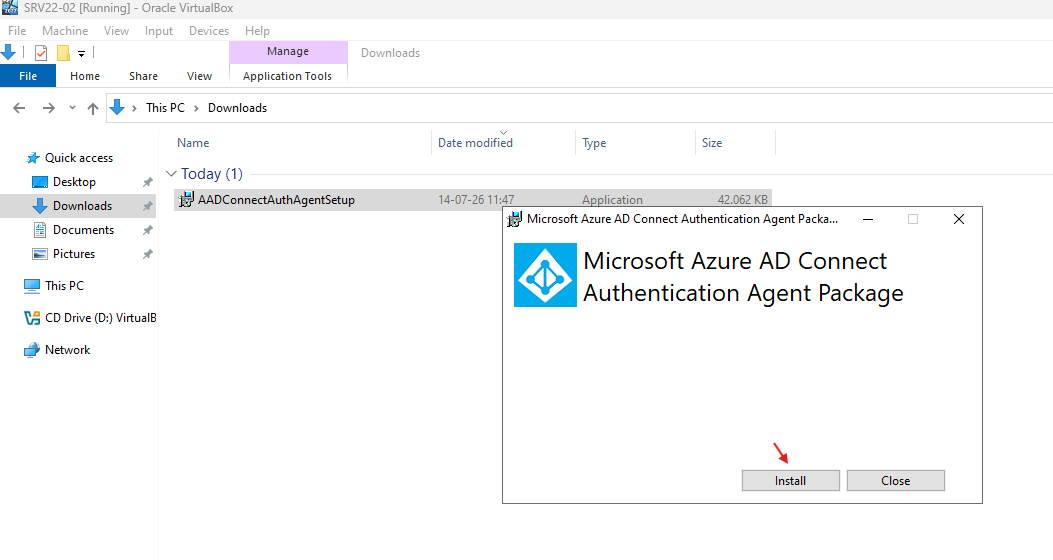 SRV22-02 [Running] - Oracle VirtualBox
File Machine View Input Devices Help
Manage Downloads
File Home Share View Application Tools
This PC > Downloads
Name Date modified Type Size
Quick access
Today (1)
Desktop
AADConnectAuthAgentSetup 14-07-26 11:47 Application 42.062 KB
Downloads
Documents
Pictures
This PC
CD Drive (D:) VirtualB
Network
Microsoft Azure AD Connect Authentication Agent Packa...
Microsoft Azure AD Connect
Authentication Agent Package
Install Close